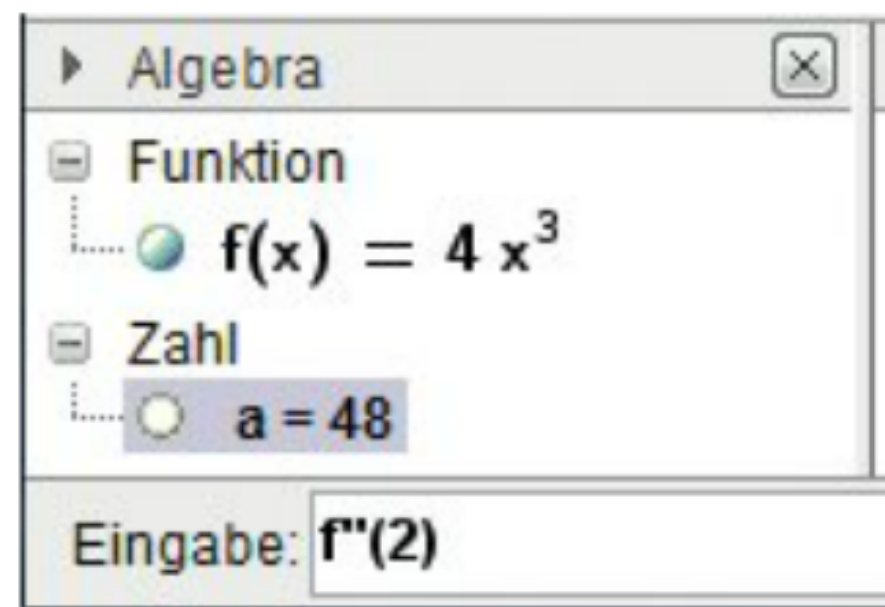 Algebra
Funktion
f(x) = 4 x³
Zahl
a = 48
Eingabe: f''(2)